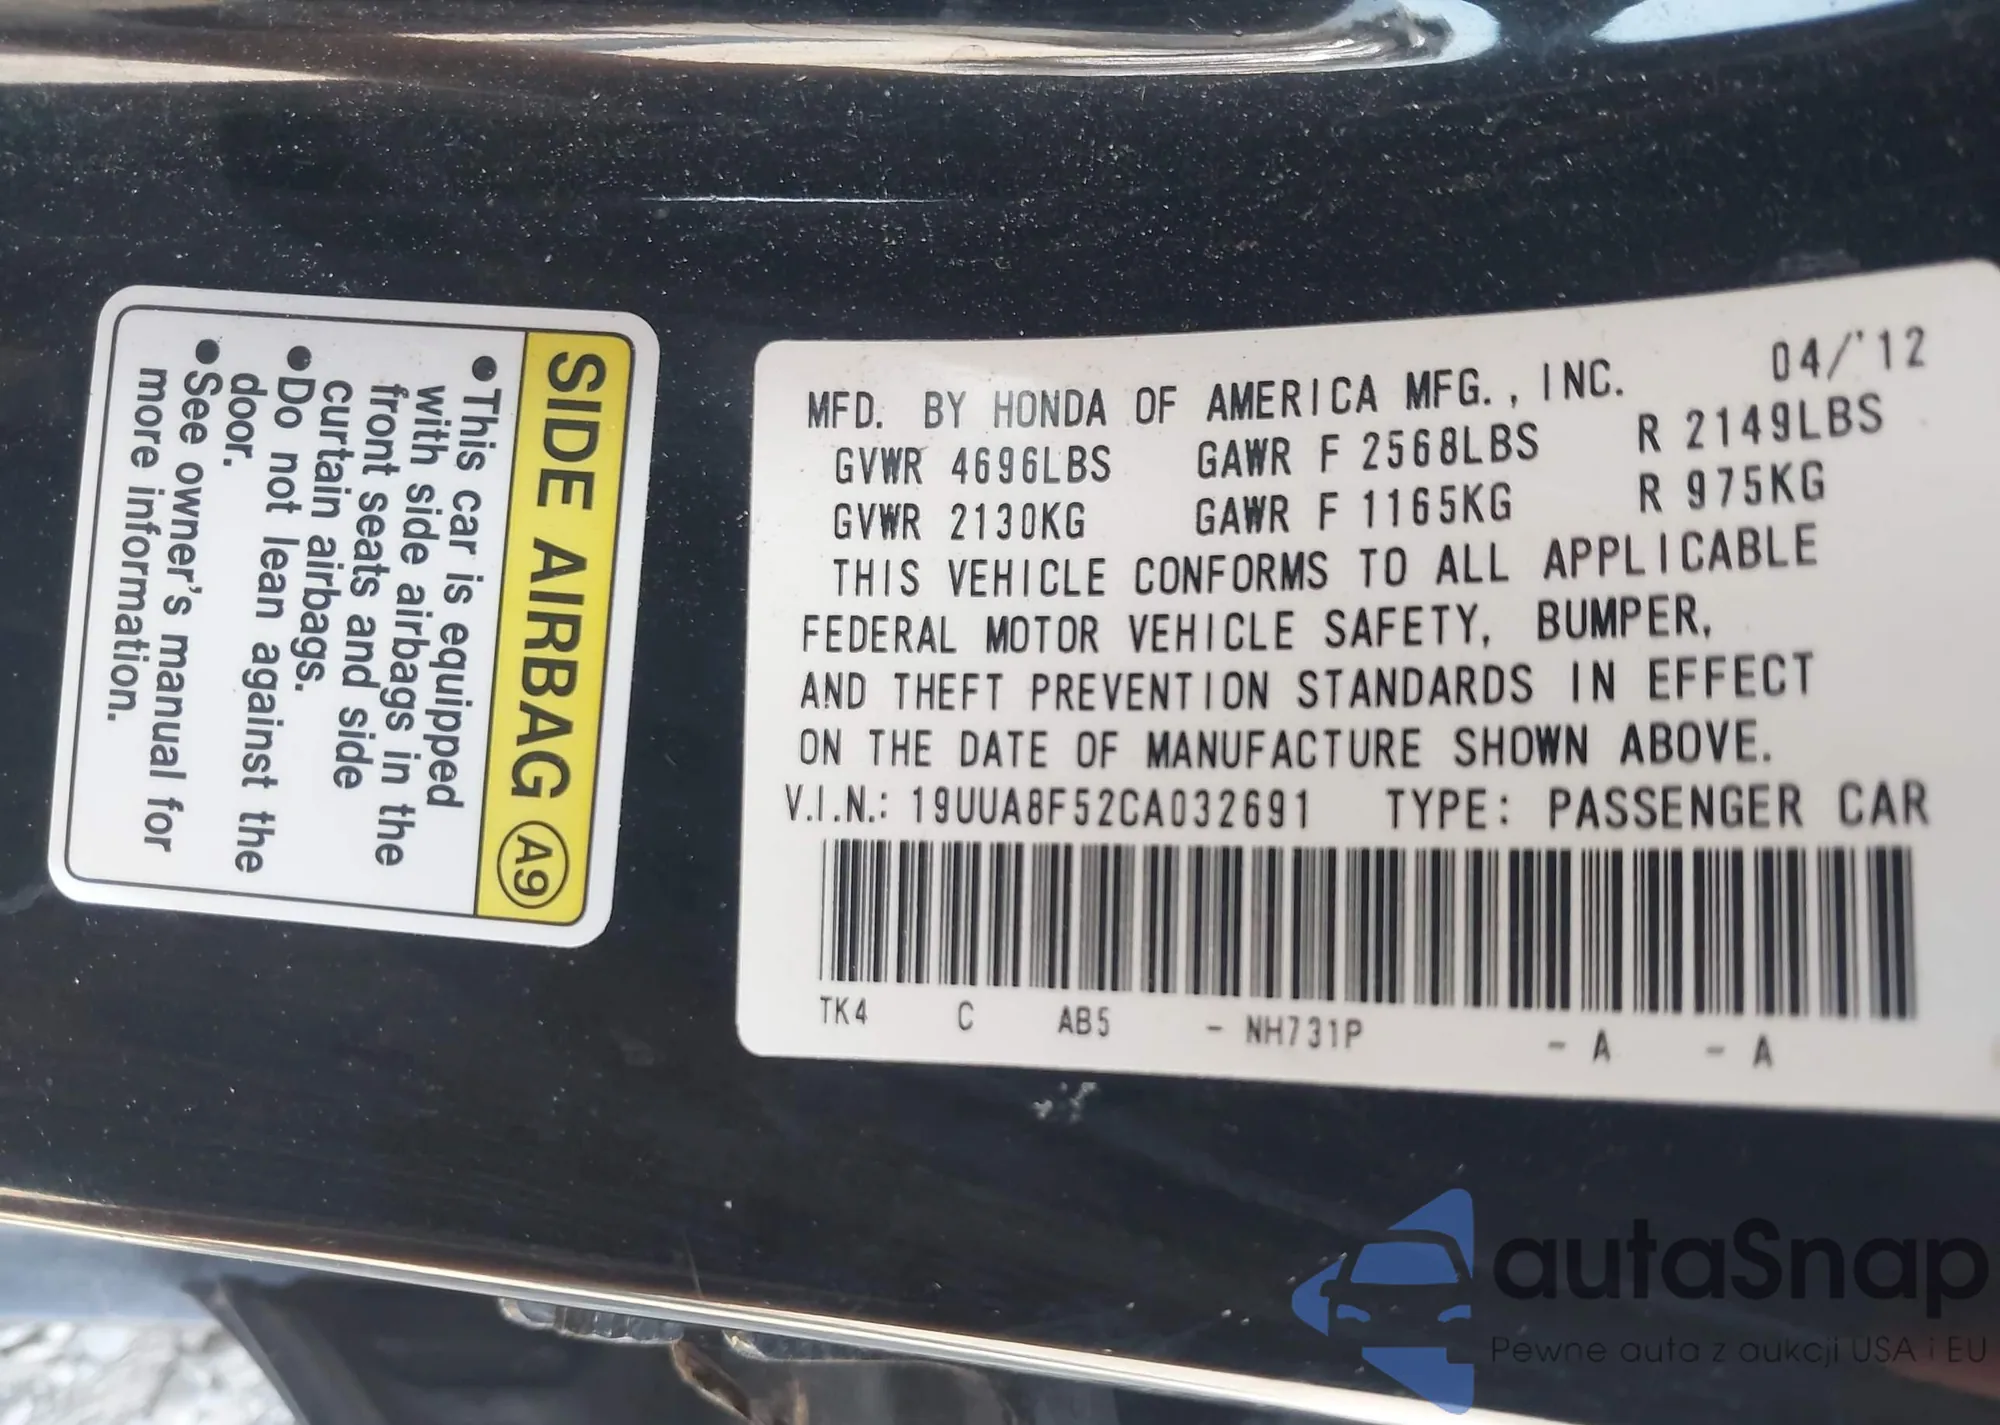 SIDE AIRBAG A9
●This car is equipped
with side airbags in the
front seats and side
curtain airbags.
●Do not lean against the
door.
●See owner's manual for
more information.
MFD. BY HONDA OF AMERICA MFG., INC. 04/'12
GVWR 4696LBS GAWR F 2568LBS R 2149LBS
GVWR 2130KG GAWR F 1165KG R 975KG
THIS VEHICLE CONFORMS TO ALL APPLICABLE
FEDERAL MOTOR VEHICLE SAFETY, BUMPER,
AND THEFT PREVENTION STANDARDS IN EFFECT
ON THE DATE OF MANUFACTURE SHOWN ABOVE.
V.I.N.: 19UUA8F52CA032691 TYPE: PASSENGER CAR
TK4 C AB5 - NH731P - A - A
autaSnap
Pewne auta z aukcji USA i EU